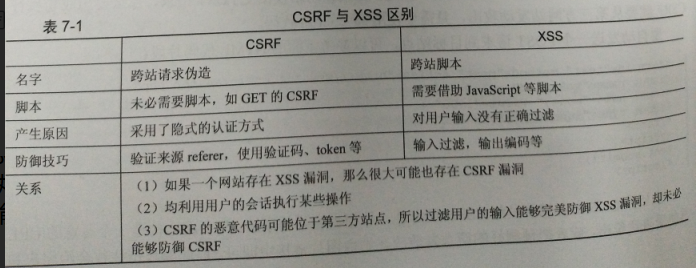 表 7-1 CSRF 与 XSS 区别
CSRF XSS
名字 跨站请求伪造 跨站脚本
脚本 未必需要脚本，如 GET 的 CSRF 需要借助 JavaScript 等脚本
产生原因 采用了隐式的认证方式 对用户输入没有正确过滤
防御技巧 验证来源 referer，使用验证码、token 等 输入过滤，输出编码等
关系 （1）如果一个网站存在 XSS 漏洞，那么很大可能也存在 CSRF 漏洞
（2）均利用用户的会话执行某些操作
（3）CSRF 的恶意代码可能位于第三方站点，所以过滤用户的输入能够完美防御 XSS 漏洞，却未必
能够防御 CSRF